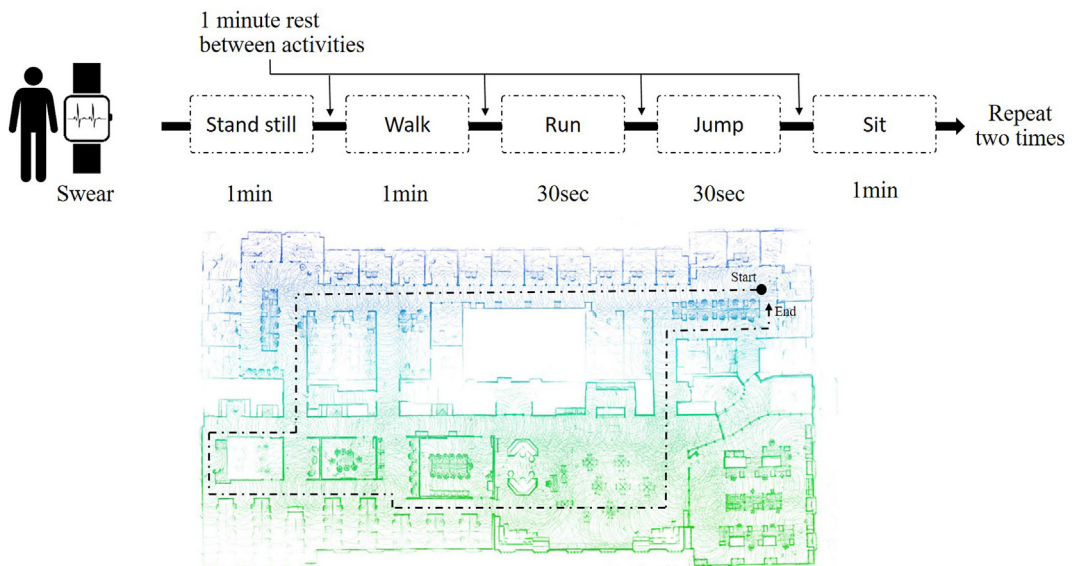 1 minute rest
between activities
Stand still
Walk
Run
Jump
Sit
Repeat
two times
Swear
1min
1min
30sec
30sec
1min
Start
End